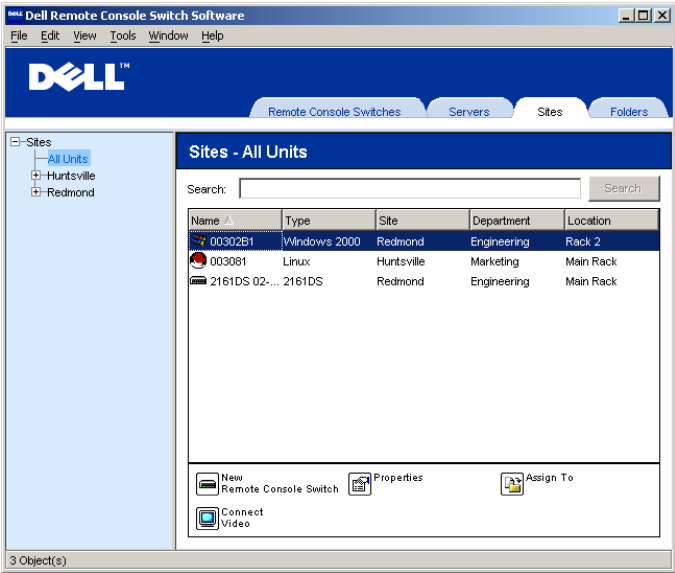 DELL Dell Remote Console Switch Software
File Edit View Tools Window Help
DELL™
Remote Console Switches Servers Sites Folders
Sites
All Units
Huntsville
Redmond
Sites - All Units
Search: Search
Name Type Site Department Location
00302B1 Windows 2000 Redmond Engineering Rack 2
003081 Linux Huntsville Marketing Main Rack
2161DS 02-... 2161DS Redmond Engineering Main Rack
New
Remote Console Switch
Properties
Assign To
Connect
Video
3 Object(s)